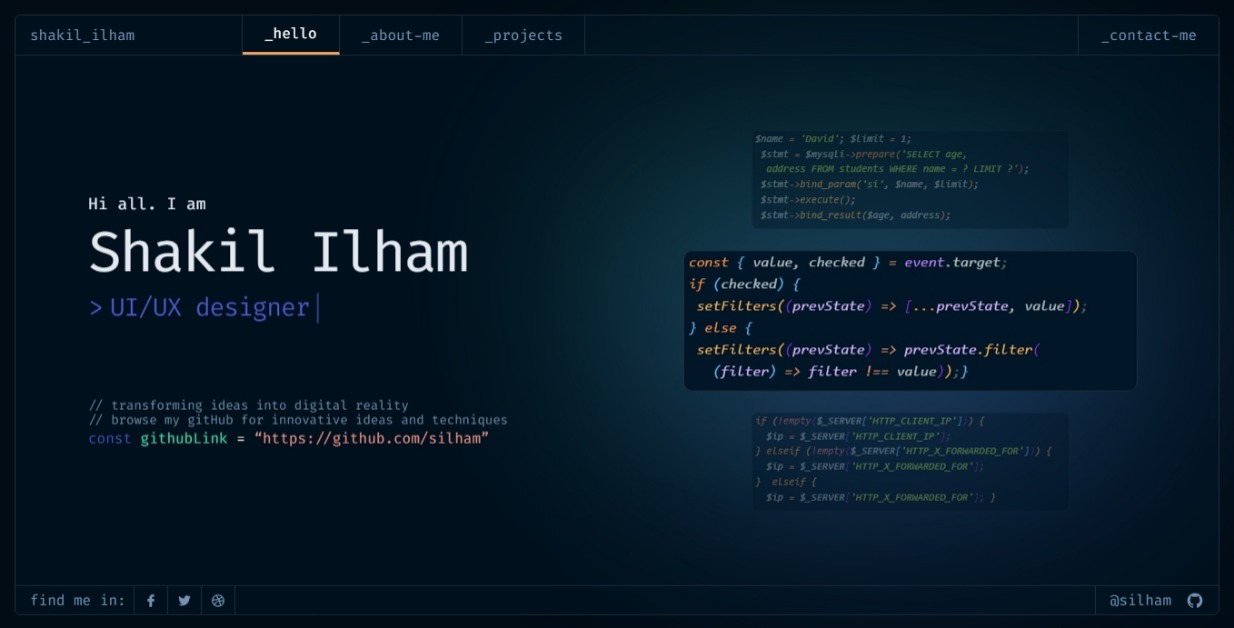 shakil_ilham
_hello
_about-me
_projects
_contact-me
Hi all. I am
Shakil Ilham
> UI/UX designer
// transforming ideas into digital reality
// browse my gitHub for innovative ideas and techniques
const githubLink = “https://github.com/silham”
$name = 'David'; $limit = 1;
$stmt = $mysqli->prepare('SELECT age,
address FROM students WHERE name = ? LIMIT ?');
$stmt->bind_param('si', $name, $limit);
$stmt->execute();
$stmt->bind_result($age, address);
const { value, checked } = event.target;
if (checked) {
setFilters((prevState) => [...prevState, value]);
} else {
setFilters((prevState) => prevState.filter(
(filter) => filter !== value));}
if (!empty($_SERVER['HTTP_CLIENT_IP'])) {
$ip = $_SERVER['HTTP_CLIENT_IP'];
} elseif (!empty($_SERVER['HTTP_X_FORWARDED_FOR'])) {
$ip = $_SERVER['HTTP_X_FORWARDED_FOR'];
} elseif {
$ip = $_SERVER['HTTP_X_FORWARDED_FOR']; }
find me in:
@silham